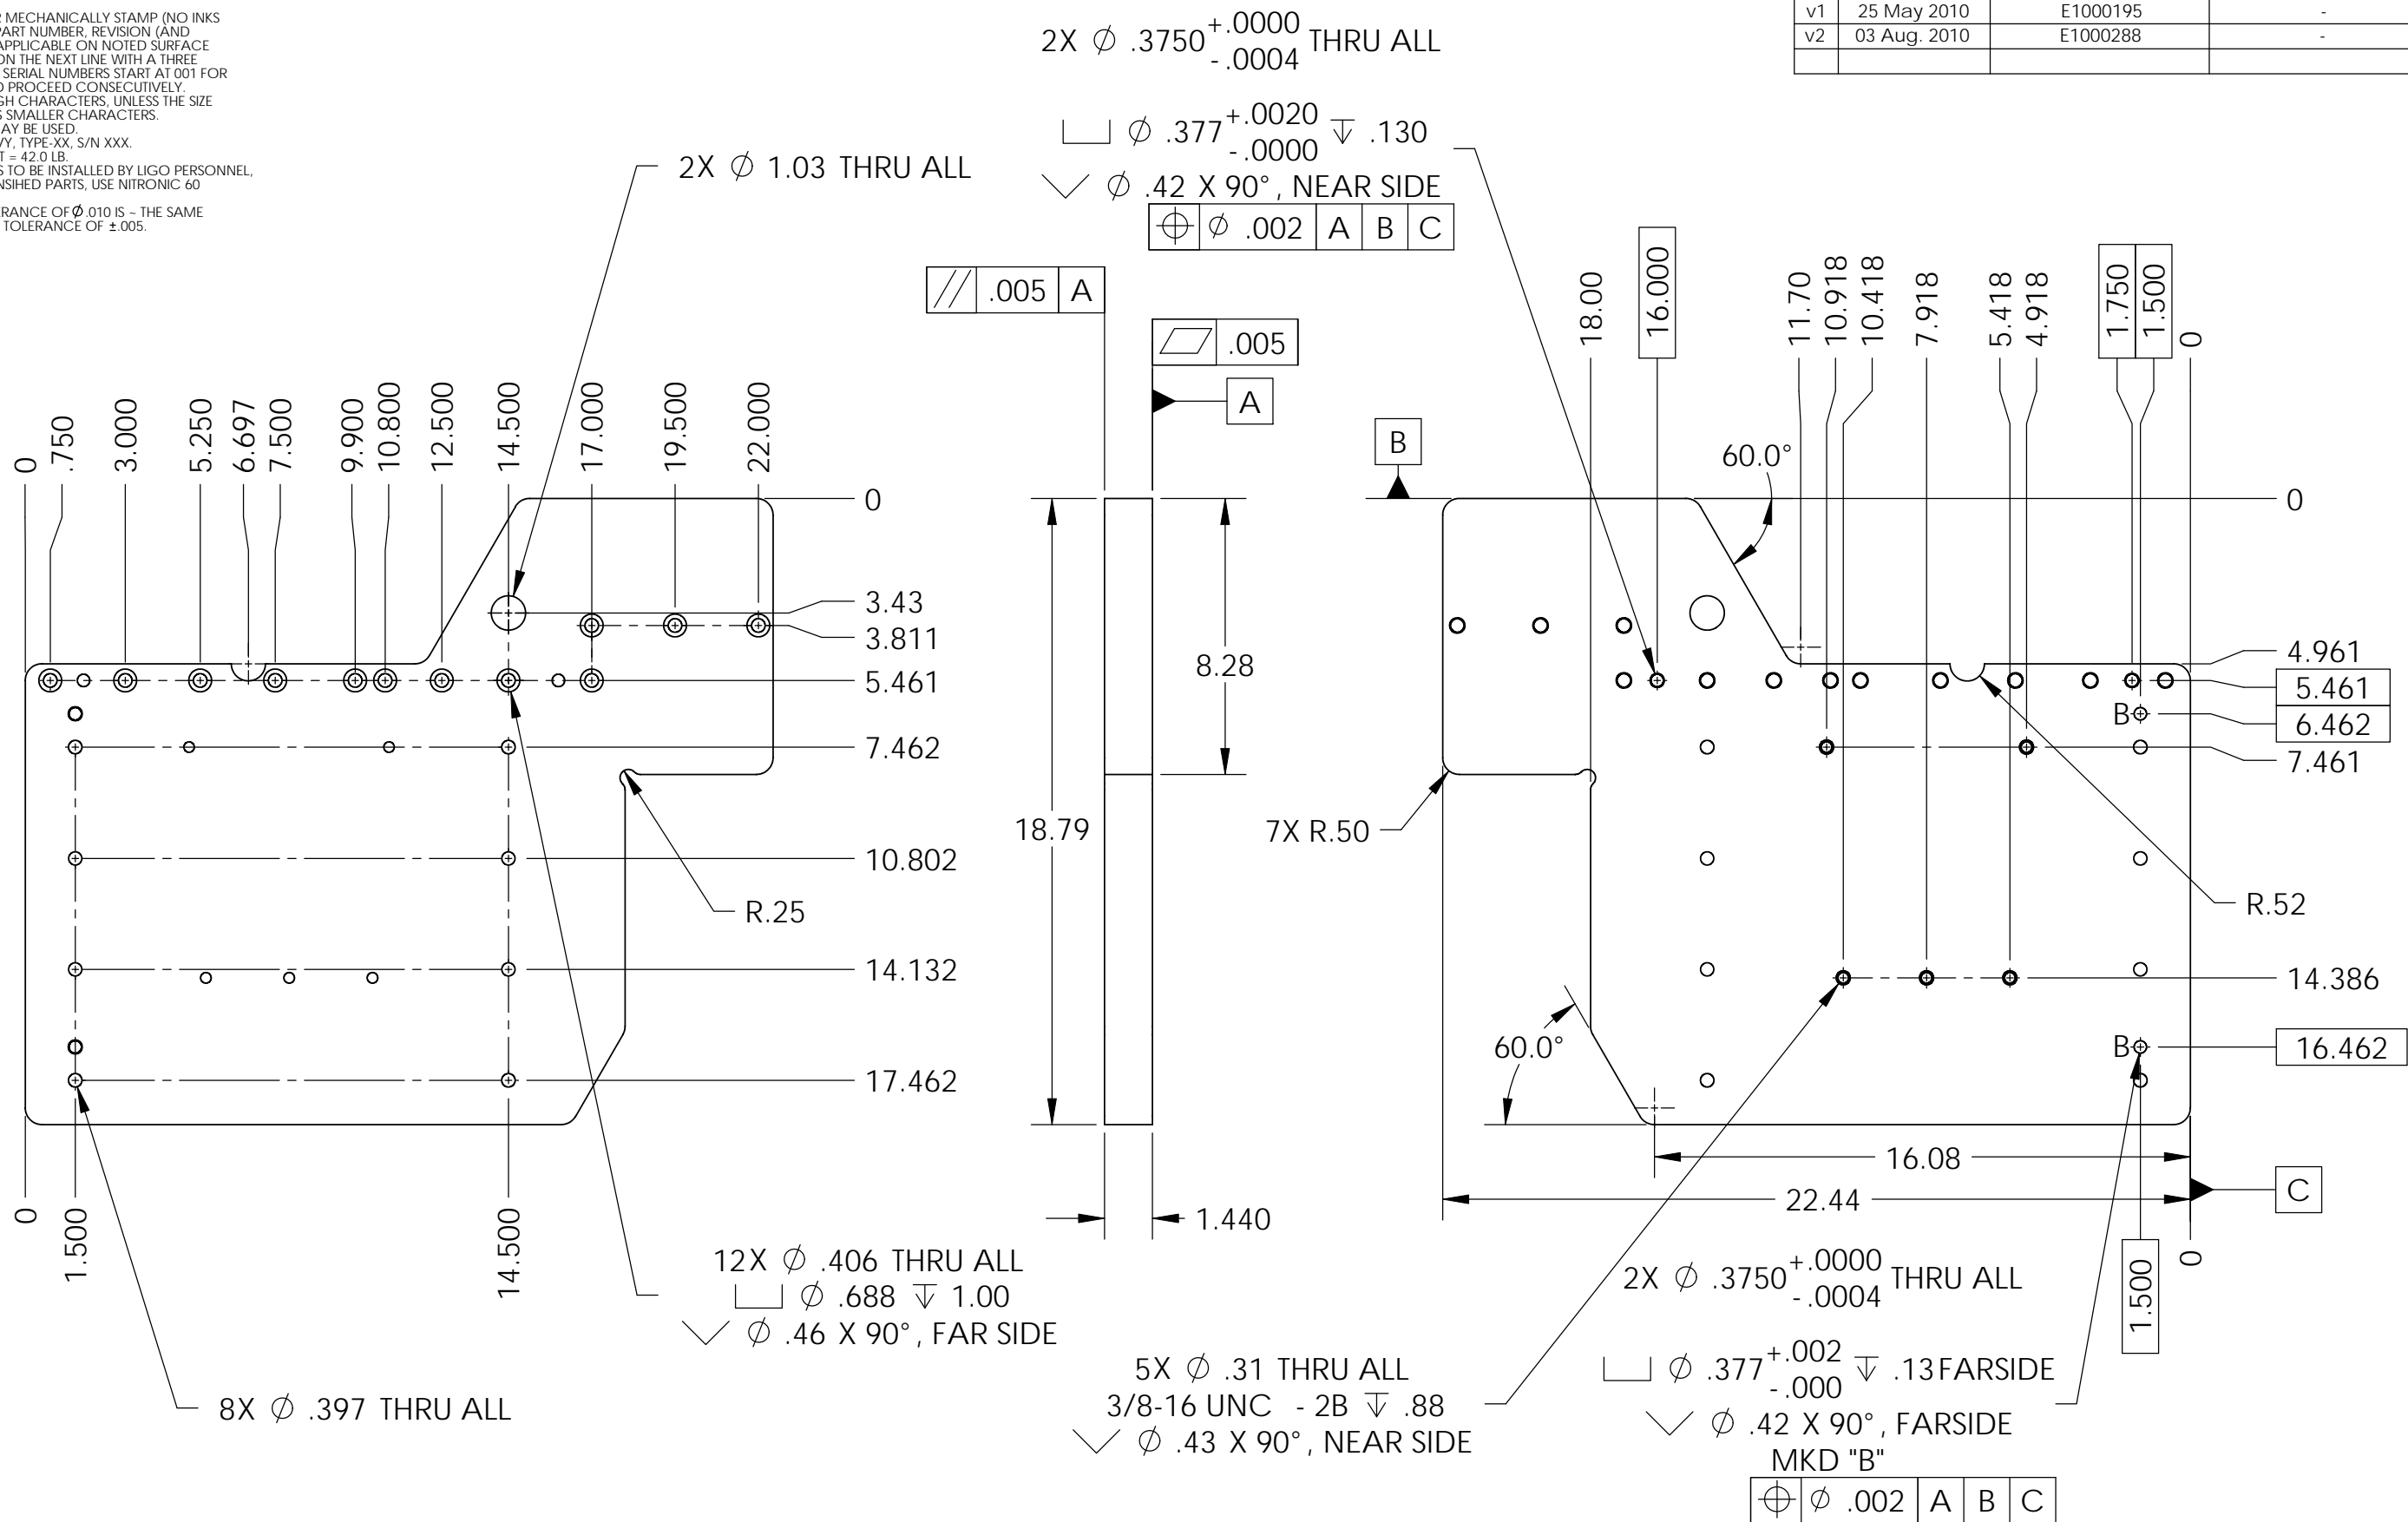 MECHANICALLY STAMP (NO INKS
PART NUMBER, REVISION (AND
APPLICABLE ON NOTED SURFACE
ON THE NEXT LINE WITH A THREE
SERIAL NUMBERS START AT 001 FOR
PROCEED CONSECUTIVELY.
CHARACTERS, UNLESS THE SIZE
SMALLER CHARACTERS.
BE USED.
TYPE-XX, S/N XXX.
= 42.0 LB.
TO BE INSTALLED BY LIGO PERSONNEL,
PARTS, USE NITRONIC 60
OF Ø.010 IS ~ THE SAME
TOLERANCE OF ±.005.
v1 25 May 2010 E1000195 -
v2 03 Aug. 2010 E1000288 -
2X Ø .3750 +.0000 -.0004 THRU ALL
⌴ Ø .377 +.0020 -.0000 ↧ .130
⌵ Ø .42 X 90°, NEAR SIDE
⌖ Ø .002 A B C
2X Ø 1.03 THRU ALL
// .005 A
⏥ .005
A
0
.750
3.000
5.250
6.697
7.500
9.900
10.800
12.500
14.500
17.000
19.500
22.000
0
3.43
3.811
5.461
7.462
10.802
14.132
17.462
R.25
0
1.500
14.500
12X Ø .406 THRU ALL
⌴ Ø .688 ↧ 1.00
⌵ Ø .46 X 90°, FAR SIDE
8X Ø .397 THRU ALL
18.79
8.28
1.440
B
18.00
16.000
11.70
10.918
10.418
7.918
5.418
4.918
1.750
1.500
0
60.0°
0
4.961
5.461
6.462
7.461
14.386
16.462
B
B
7X R.50
R.52
60.0°
16.08
22.44
C
1.500
0
5X Ø .31 THRU ALL
3/8-16 UNC - 2B ↧ .88
⌵ Ø .43 X 90°, NEAR SIDE
2X Ø .3750 +.0000 -.0004 THRU ALL
⌴ Ø .377 +.002 -.000 ↧ .13 FARSIDE
⌵ Ø .42 X 90°, FARSIDE
MKD "B"
⌖ Ø .002 A B C